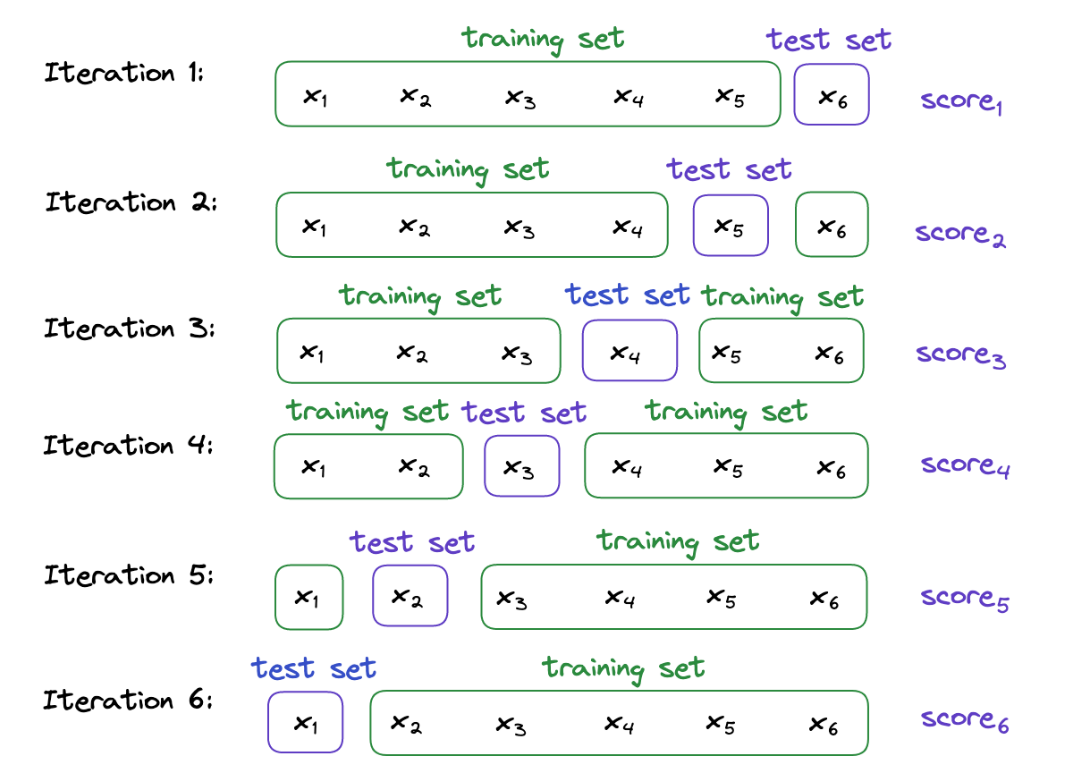 training set test set
Iteration 1: x₁ x₂ x₃ x₄ x₅ x₆ score₁
training set test set
Iteration 2: x₁ x₂ x₃ x₄ x₅ x₆ score₂
training set test set training set
Iteration 3: x₁ x₂ x₃ x₄ x₅ x₆ score₃
training set test set training set
Iteration 4: x₁ x₂ x₃ x₄ x₅ x₆ score₄
test set training set
Iteration 5: x₁ x₂ x₃ x₄ x₅ x₆ score₅
test set training set
Iteration 6: x₁ x₂ x₃ x₄ x₅ x₆ score₆